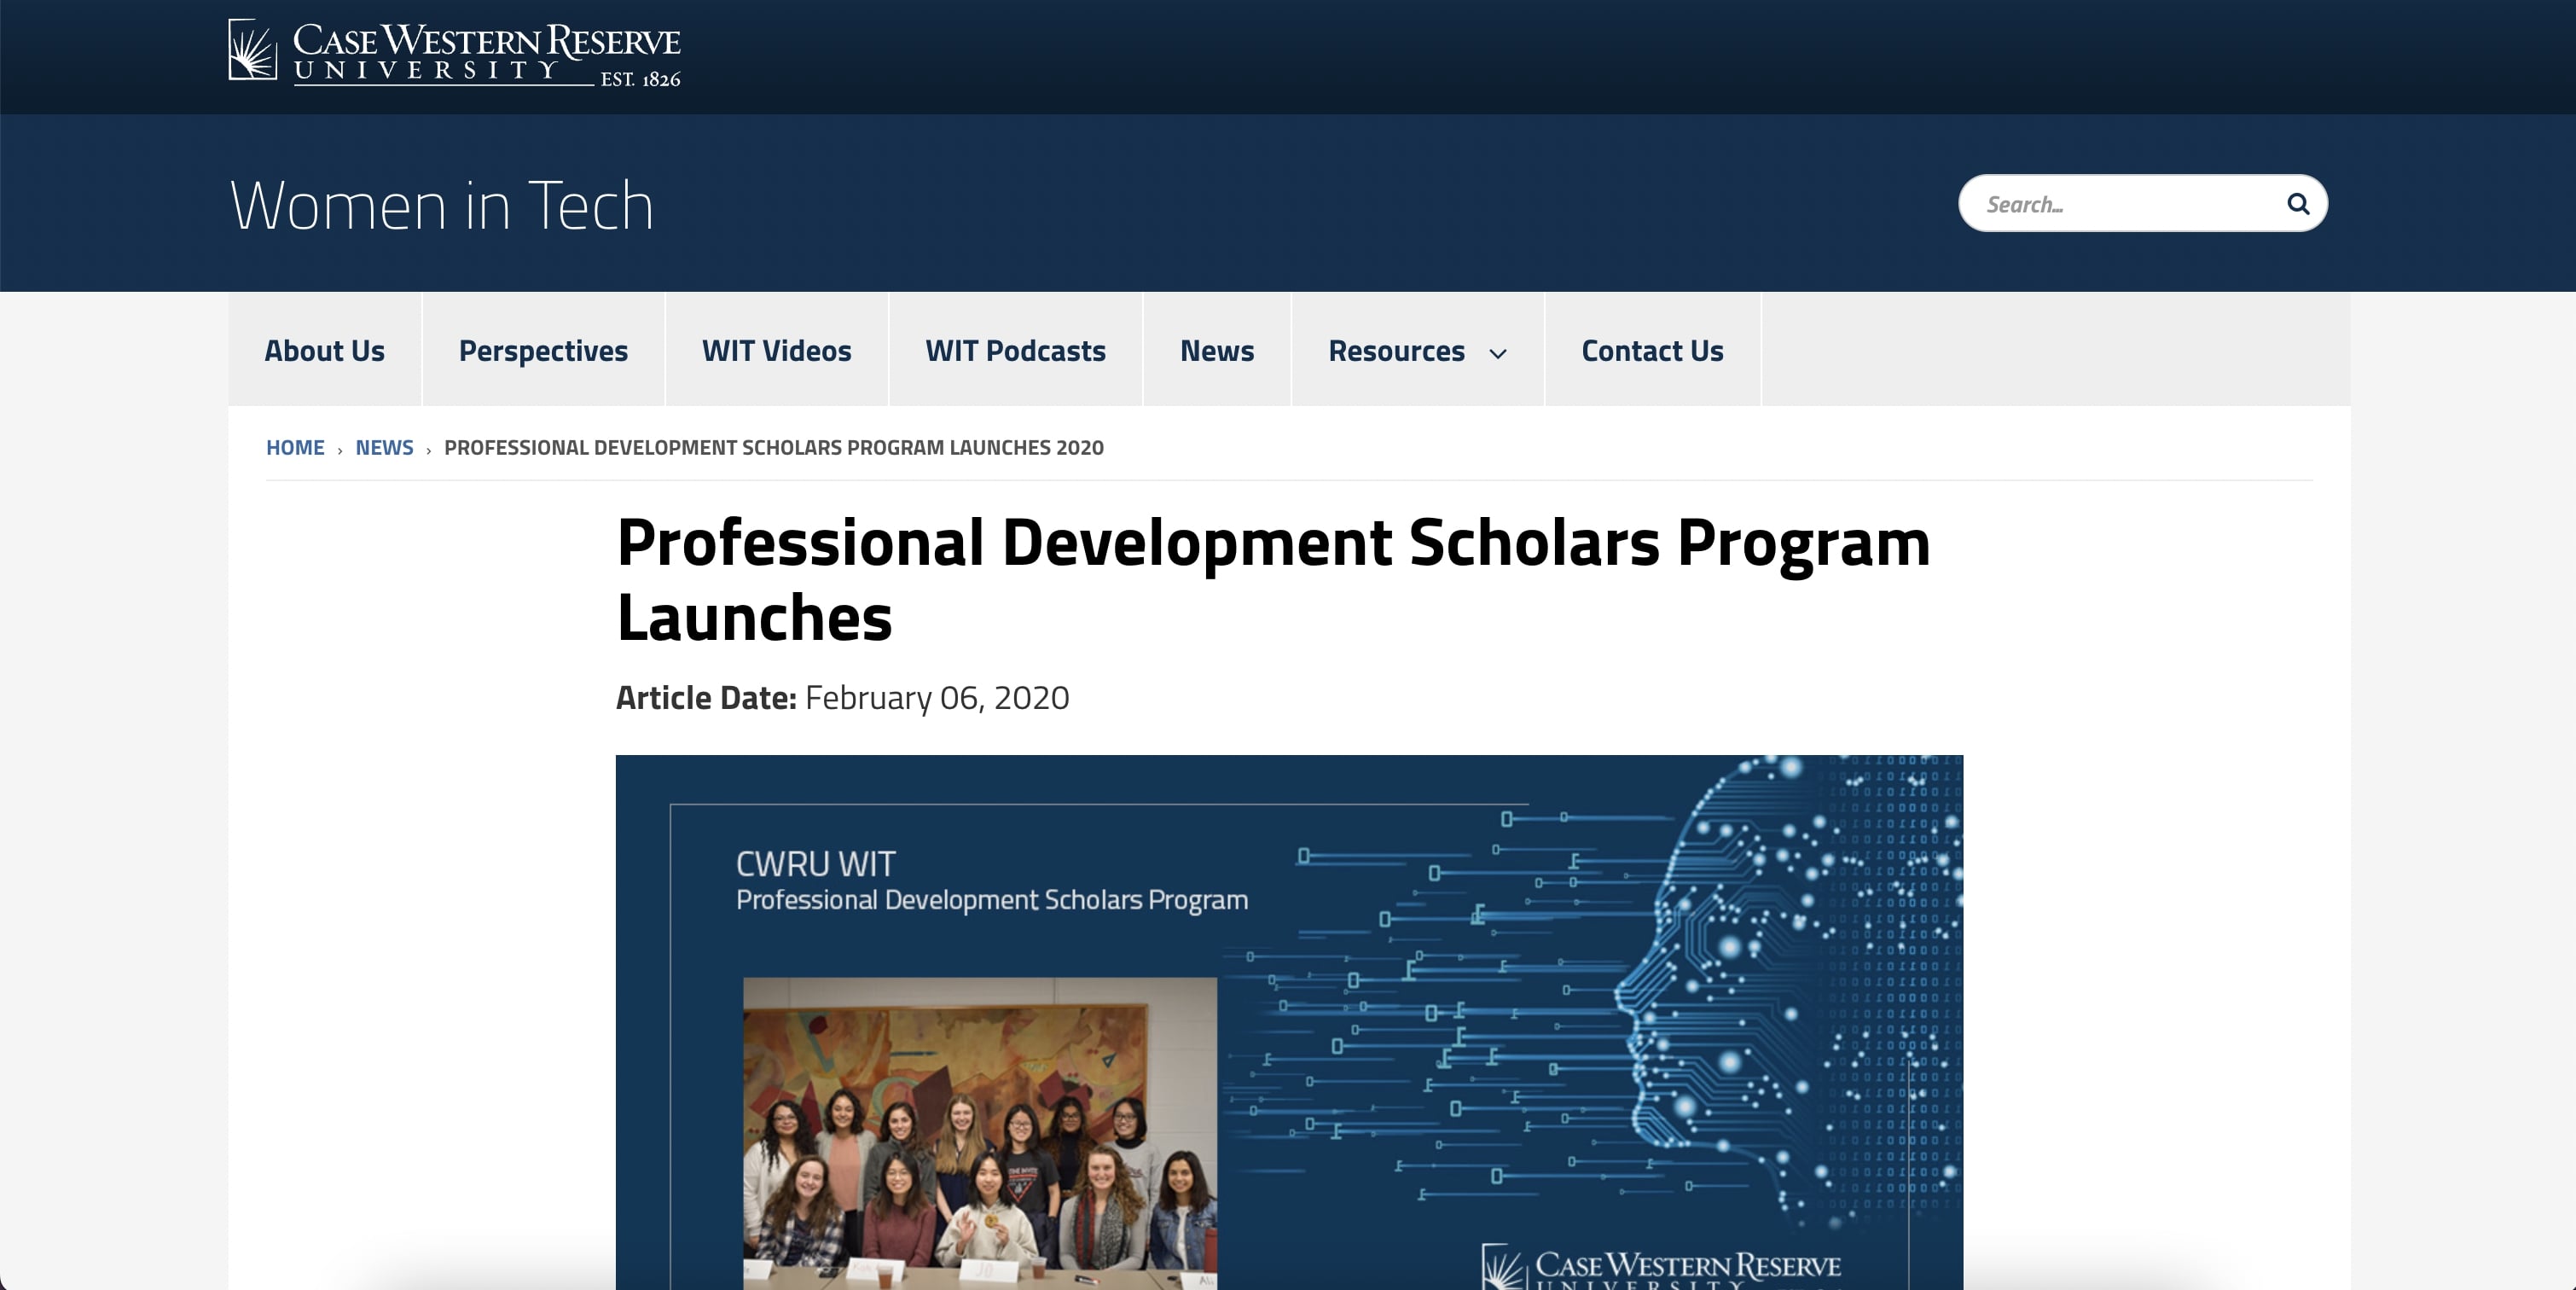 CASE WESTERN RESERVE
UNIVERSITY EST. 1826
Women in Tech
Search...
About Us
Perspectives
WIT Videos
WIT Podcasts
News
Resources
Contact Us
HOME › NEWS › PROFESSIONAL DEVELOPMENT SCHOLARS PROGRAM LAUNCHES 2020
Professional Development Scholars Program
Launches
Article Date: February 06, 2020
CWRU WIT
Professional Development Scholars Program
JO
CASE WESTERN RESERVE
UNIVERSITY